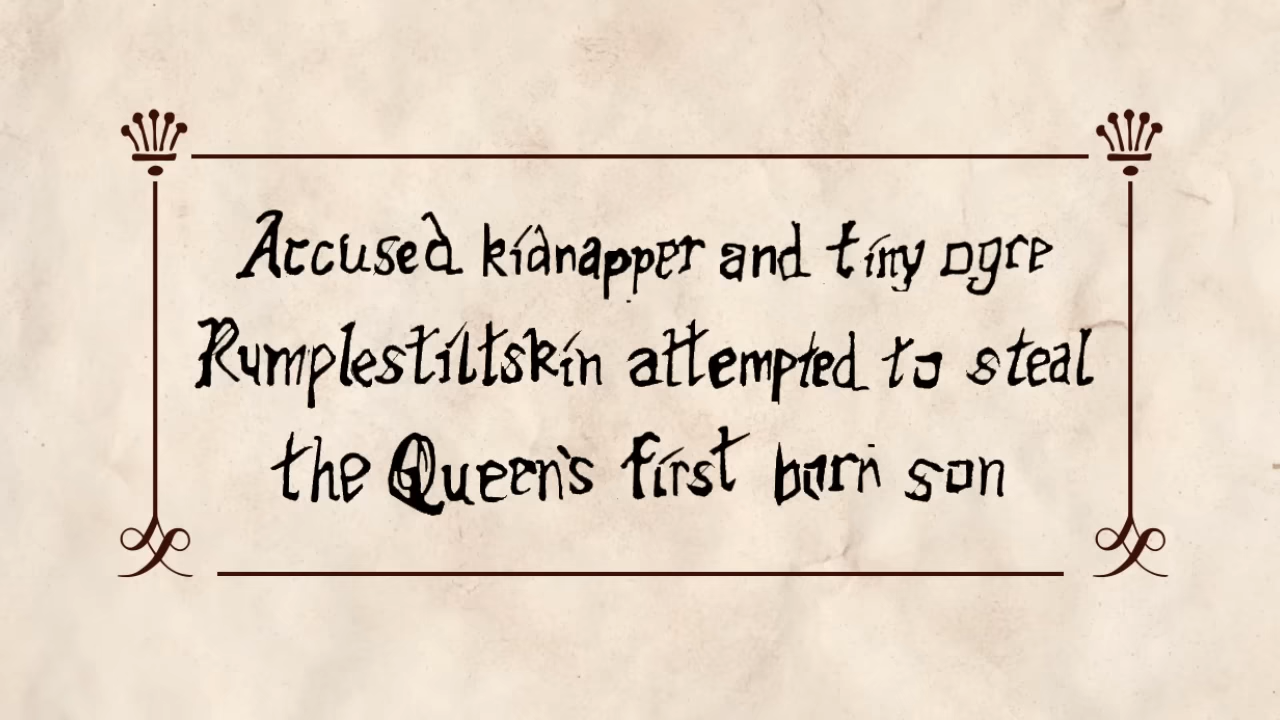 Accused kidnapper and tiny ogre
Rumplestiltskin attempted to steal
the Queen's first born son